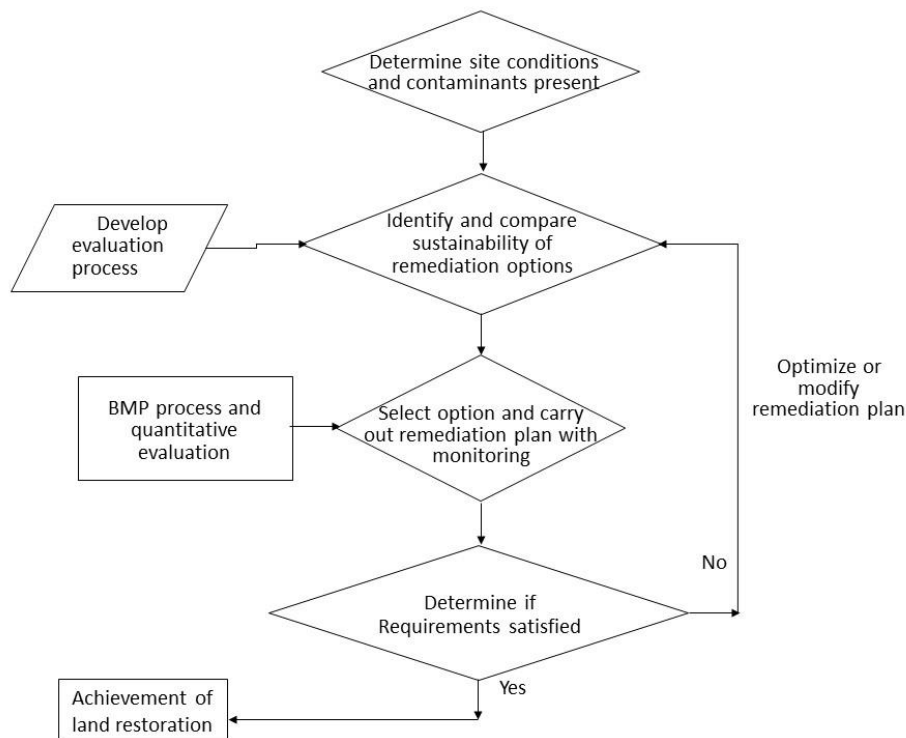 Determine site conditions
and contaminants present
Develop
evaluation
process
Identify and compare
sustainability of
remediation options
Optimize or
modify
remediation plan
BMP process and
quantitative
evaluation
Select option and carry
out remediation plan with
monitoring
No
Determine if
Requirements satisfied
Yes
Achievement of
land restoration